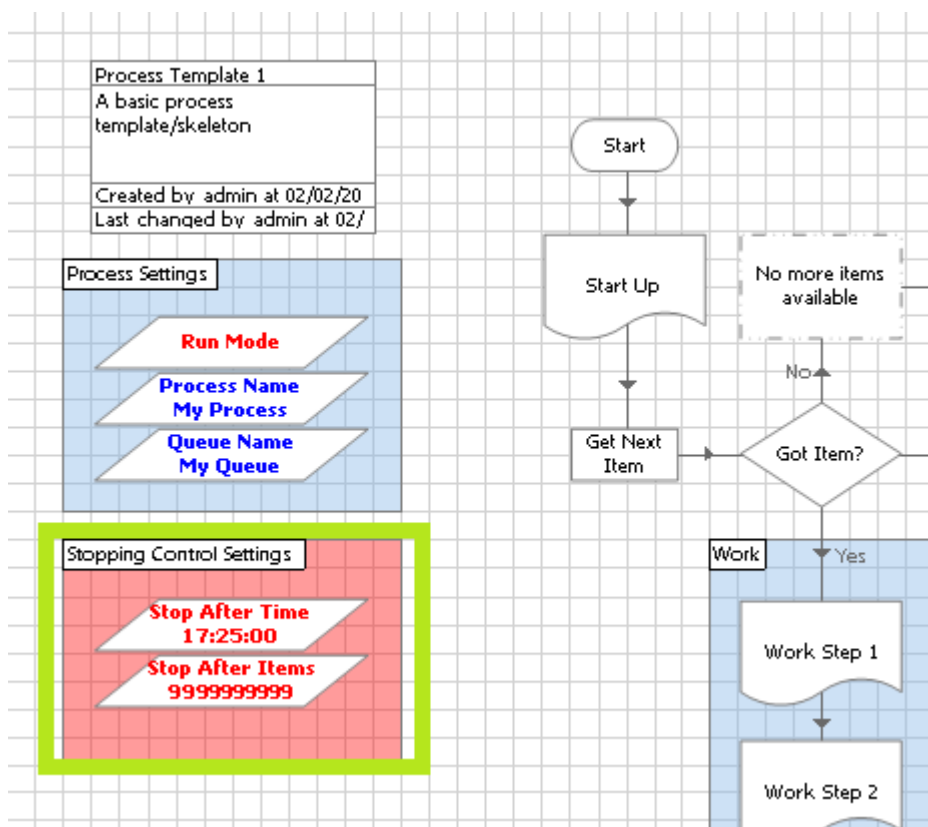 Process Template 1
A basic process
template/skeleton
Created by admin at 02/02/20
Last changed by admin at 02/
Process Settings
Run Mode
Process Name
My Process
Queue Name
My Queue
Stopping Control Settings
Stop After Time
17:25:00
Stop After Items
9999999999
Start
Start Up
No more items
available
No
Get Next
Item
Got Item?
Yes
Work
Work Step 1
Work Step 2